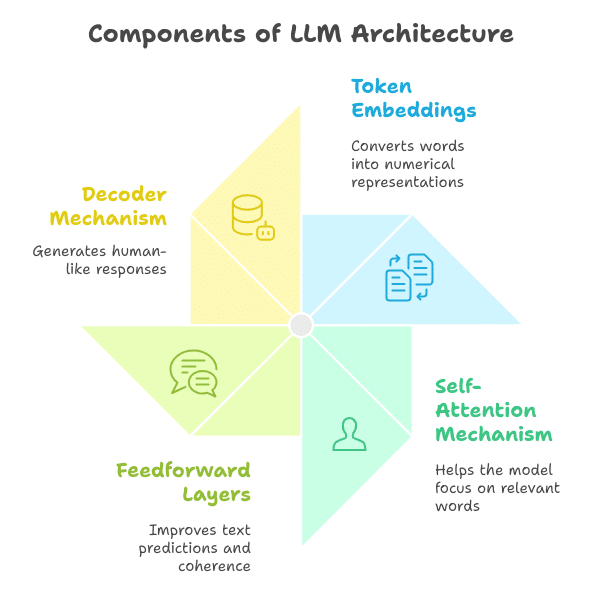 Components of LLM Architecture
Token
Embeddings
Converts words
into numerical
representations
Decoder
Mechanism
Generates human-
like responses
Self-
Attention
Mechanism
Helps the model
focus on relevant
words
Feedforward
Layers
Improves text
predictions and
coherence